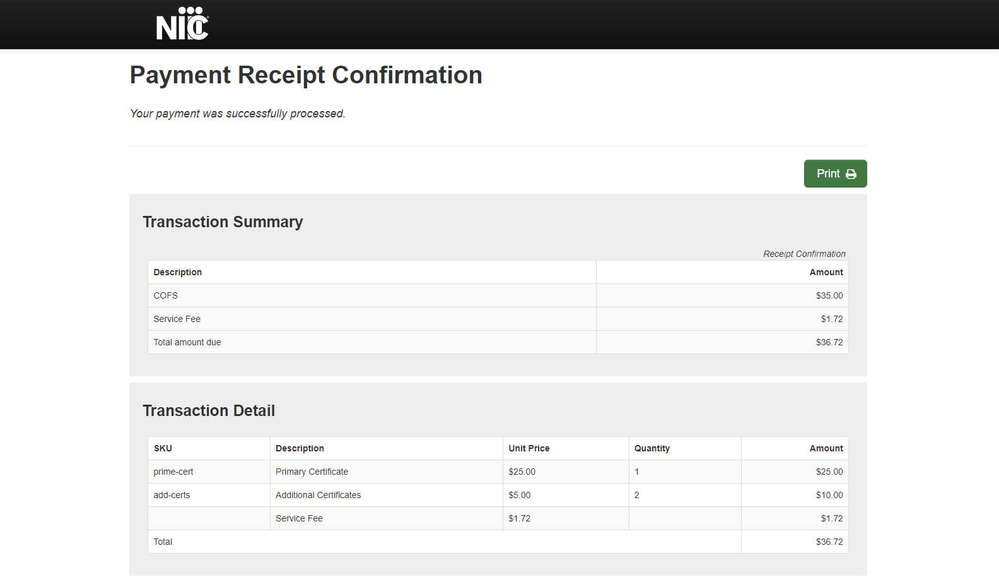 NIC
Payment Receipt Confirmation
Your payment was successfully processed.
Print
Transaction Summary
Receipt Confirmation
Description Amount
COFS $35.00
Service Fee $1.72
Total amount due $36.72
Transaction Detail
SKU Description Unit Price Quantity Amount
prime-cert Primary Certificate $25.00 1 $25.00
add-certs Additional Certificates $5.00 2 $10.00
Service Fee $1.72 $1.72
Total $36.72